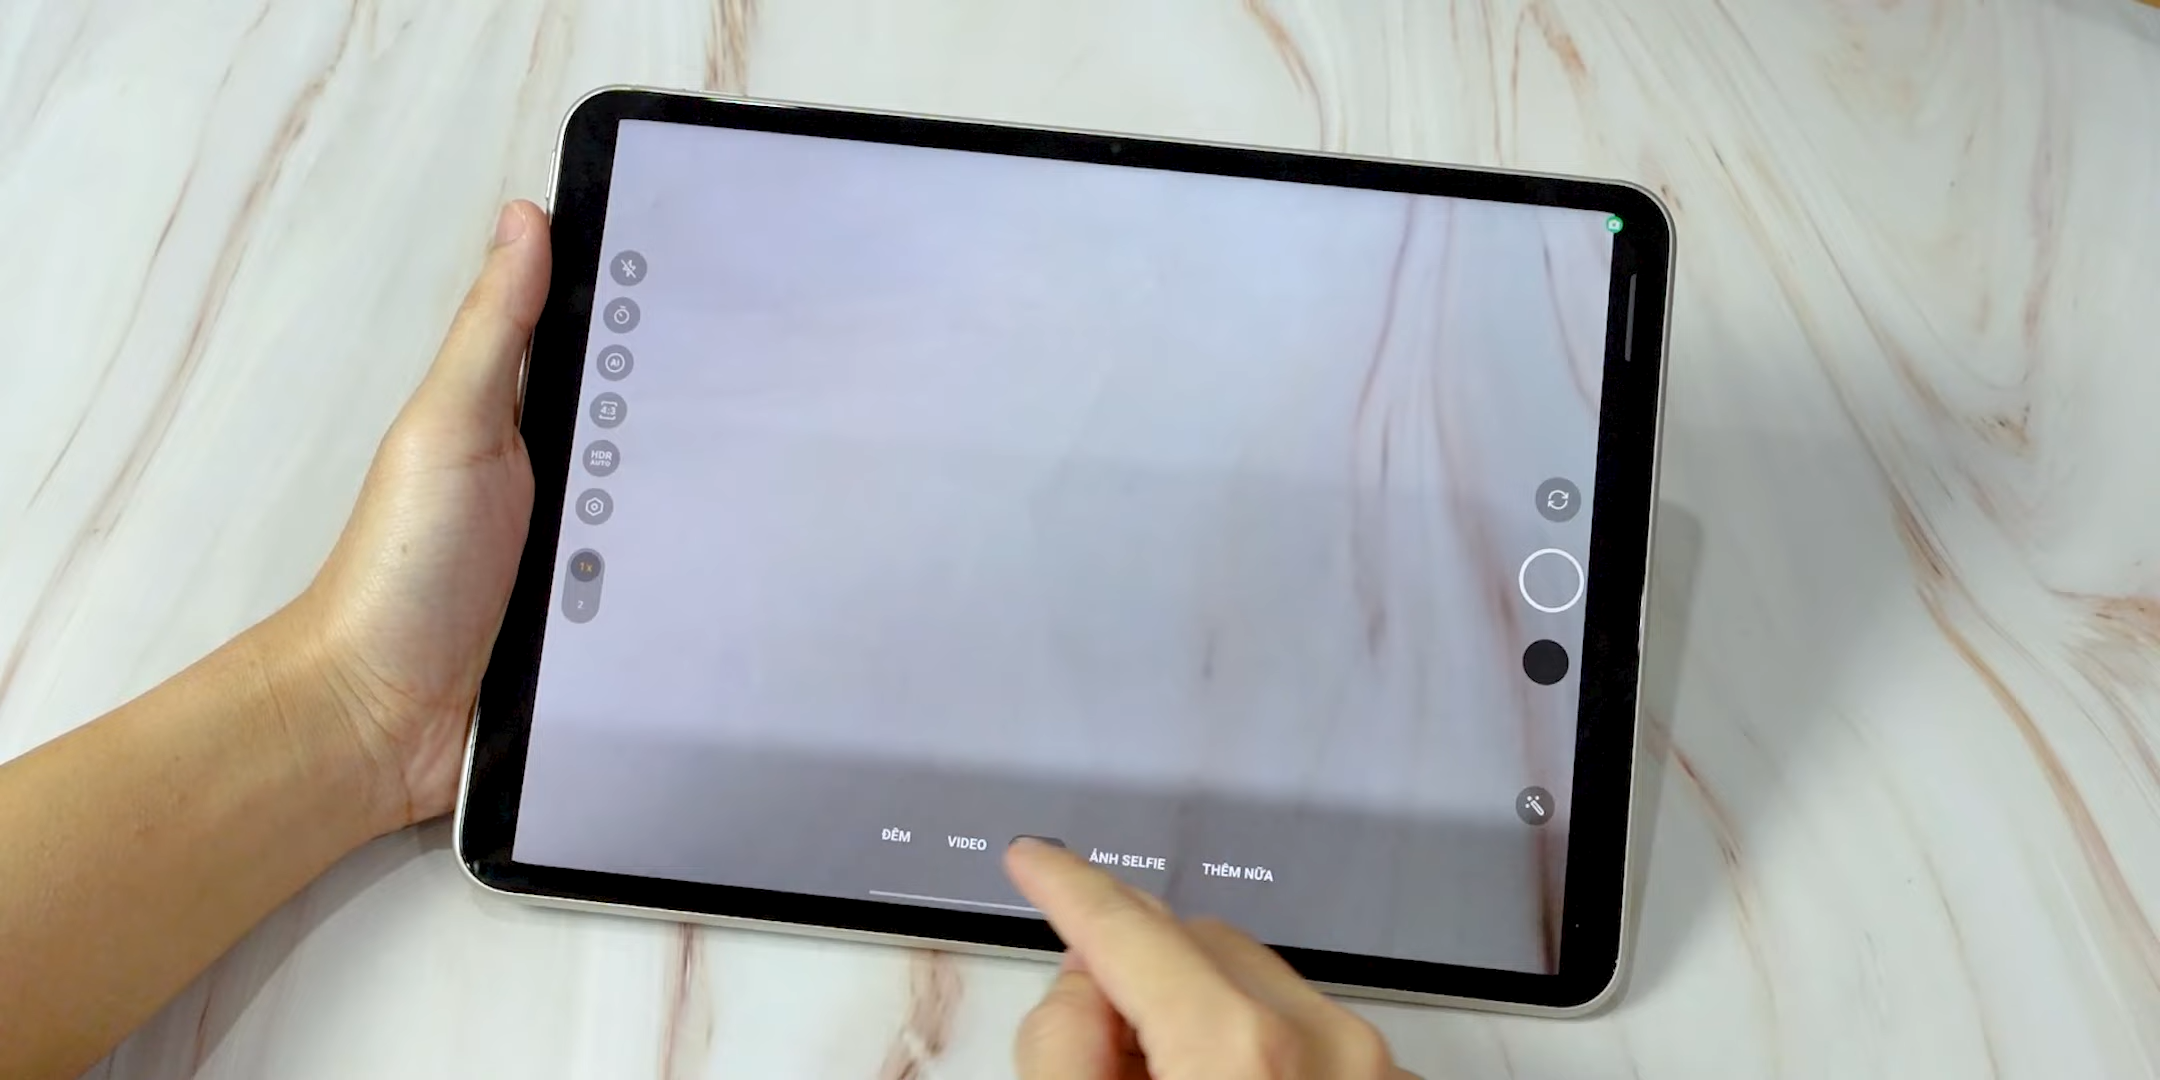 AI
4:3
HDR
AUTO
1x
2
ĐÊM VIDEO ẢNH SELFIE THÊM NỮA